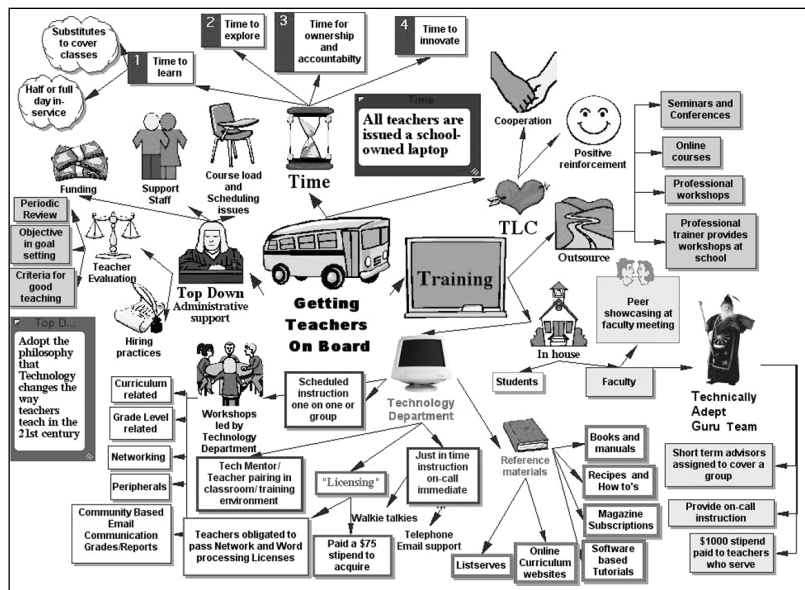 Substitutes
to cover
classes
Half or full
day in-
service
1
Time to
learn
2
Time to
explore
3
Time for
ownership
and
accountabilty
4
Time to
innovate
Time
Time
All teachers are
issued a school-
owned laptop
Cooperation
Positive
reinforcement
TLC
Seminars and
Conferences
Online
courses
Professional
workshops
Professional
trainer provides
workshops at
school
Outsource
Funding
Support
Staff
Course load
and
Scheduling
issues
Periodic
Review
Objective
in goal
setting
Criteria for
good
teaching
Teacher
Evaluation
Top Down
Administrative
support
Hiring
practices
Top D...
Adopt the
philosophy
that
Technology
changes the
way
teachers
teach in the
21st century
Getting
Teachers
On Board
Training
In house
Students
Faculty
Peer
showcasing at
faculty meeting
Technically
Adept
Guru Team
Short term advisors
assigned to cover a
group
Provide on-call
instruction
$1000 stipend
paid to teachers
who serve
Technology
Department
Workshops
led by
Technology
Department
Curriculum
related
Grade Level
related
Networking
Peripherals
Community Based
Email
Communication
Grades/Reports
Scheduled
instruction
one on one or
group
Tech Mentor/
Teacher pairing in
classroom/ training
environment
"Licensing"
Teachers obligated to
pass Network and Word
processing Licenses
Paid a $75
stipend to
acquire
Just in time
instruction
on-call
immediate
Walkie talkies
Telephone
Email support
Reference
materials
Books and
manuals
Recipes and
How to's
Magazine
Subscriptions
Software
based
Tutorials
Online
Curriculum
websites
Listserves